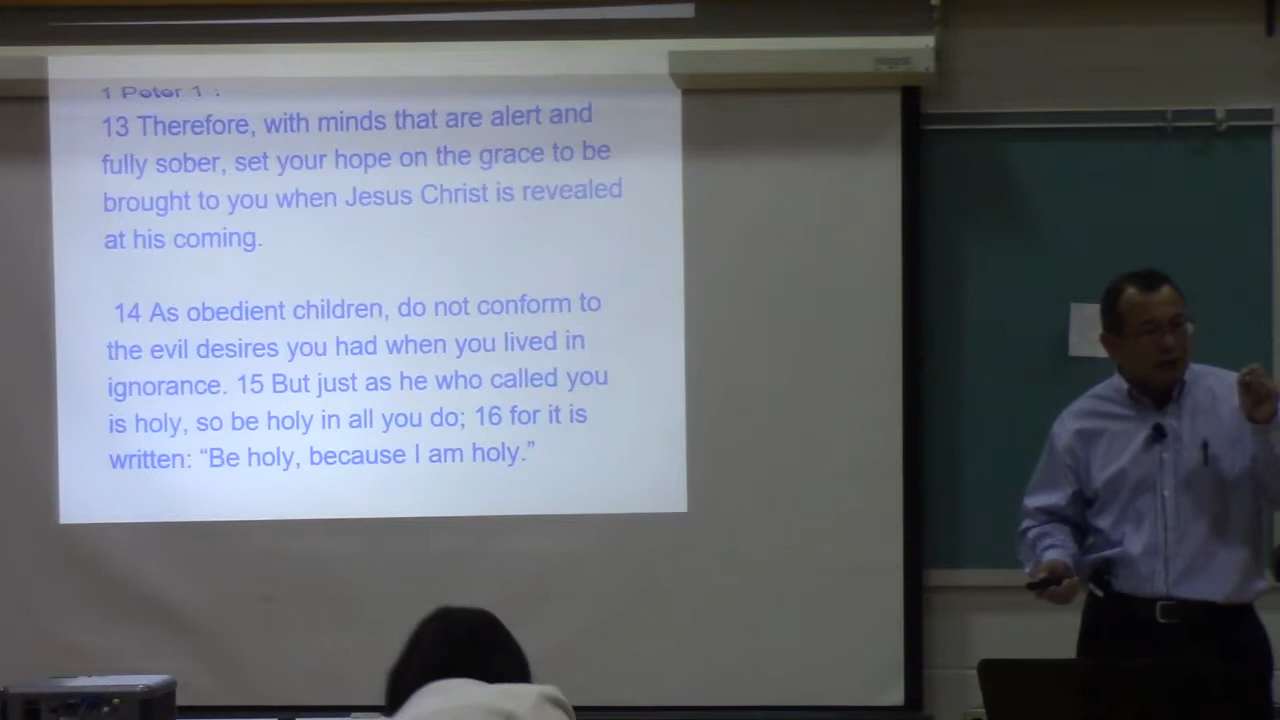 1 Peter 1 :
13 Therefore, with minds that are alert and
fully sober, set your hope on the grace to be
brought to you when Jesus Christ is revealed
at his coming.
14 As obedient children, do not conform to
the evil desires you had when you lived in
ignorance. 15 But just as he who called you
is holy, so be holy in all you do; 16 for it is
written: “Be holy, because I am holy.”